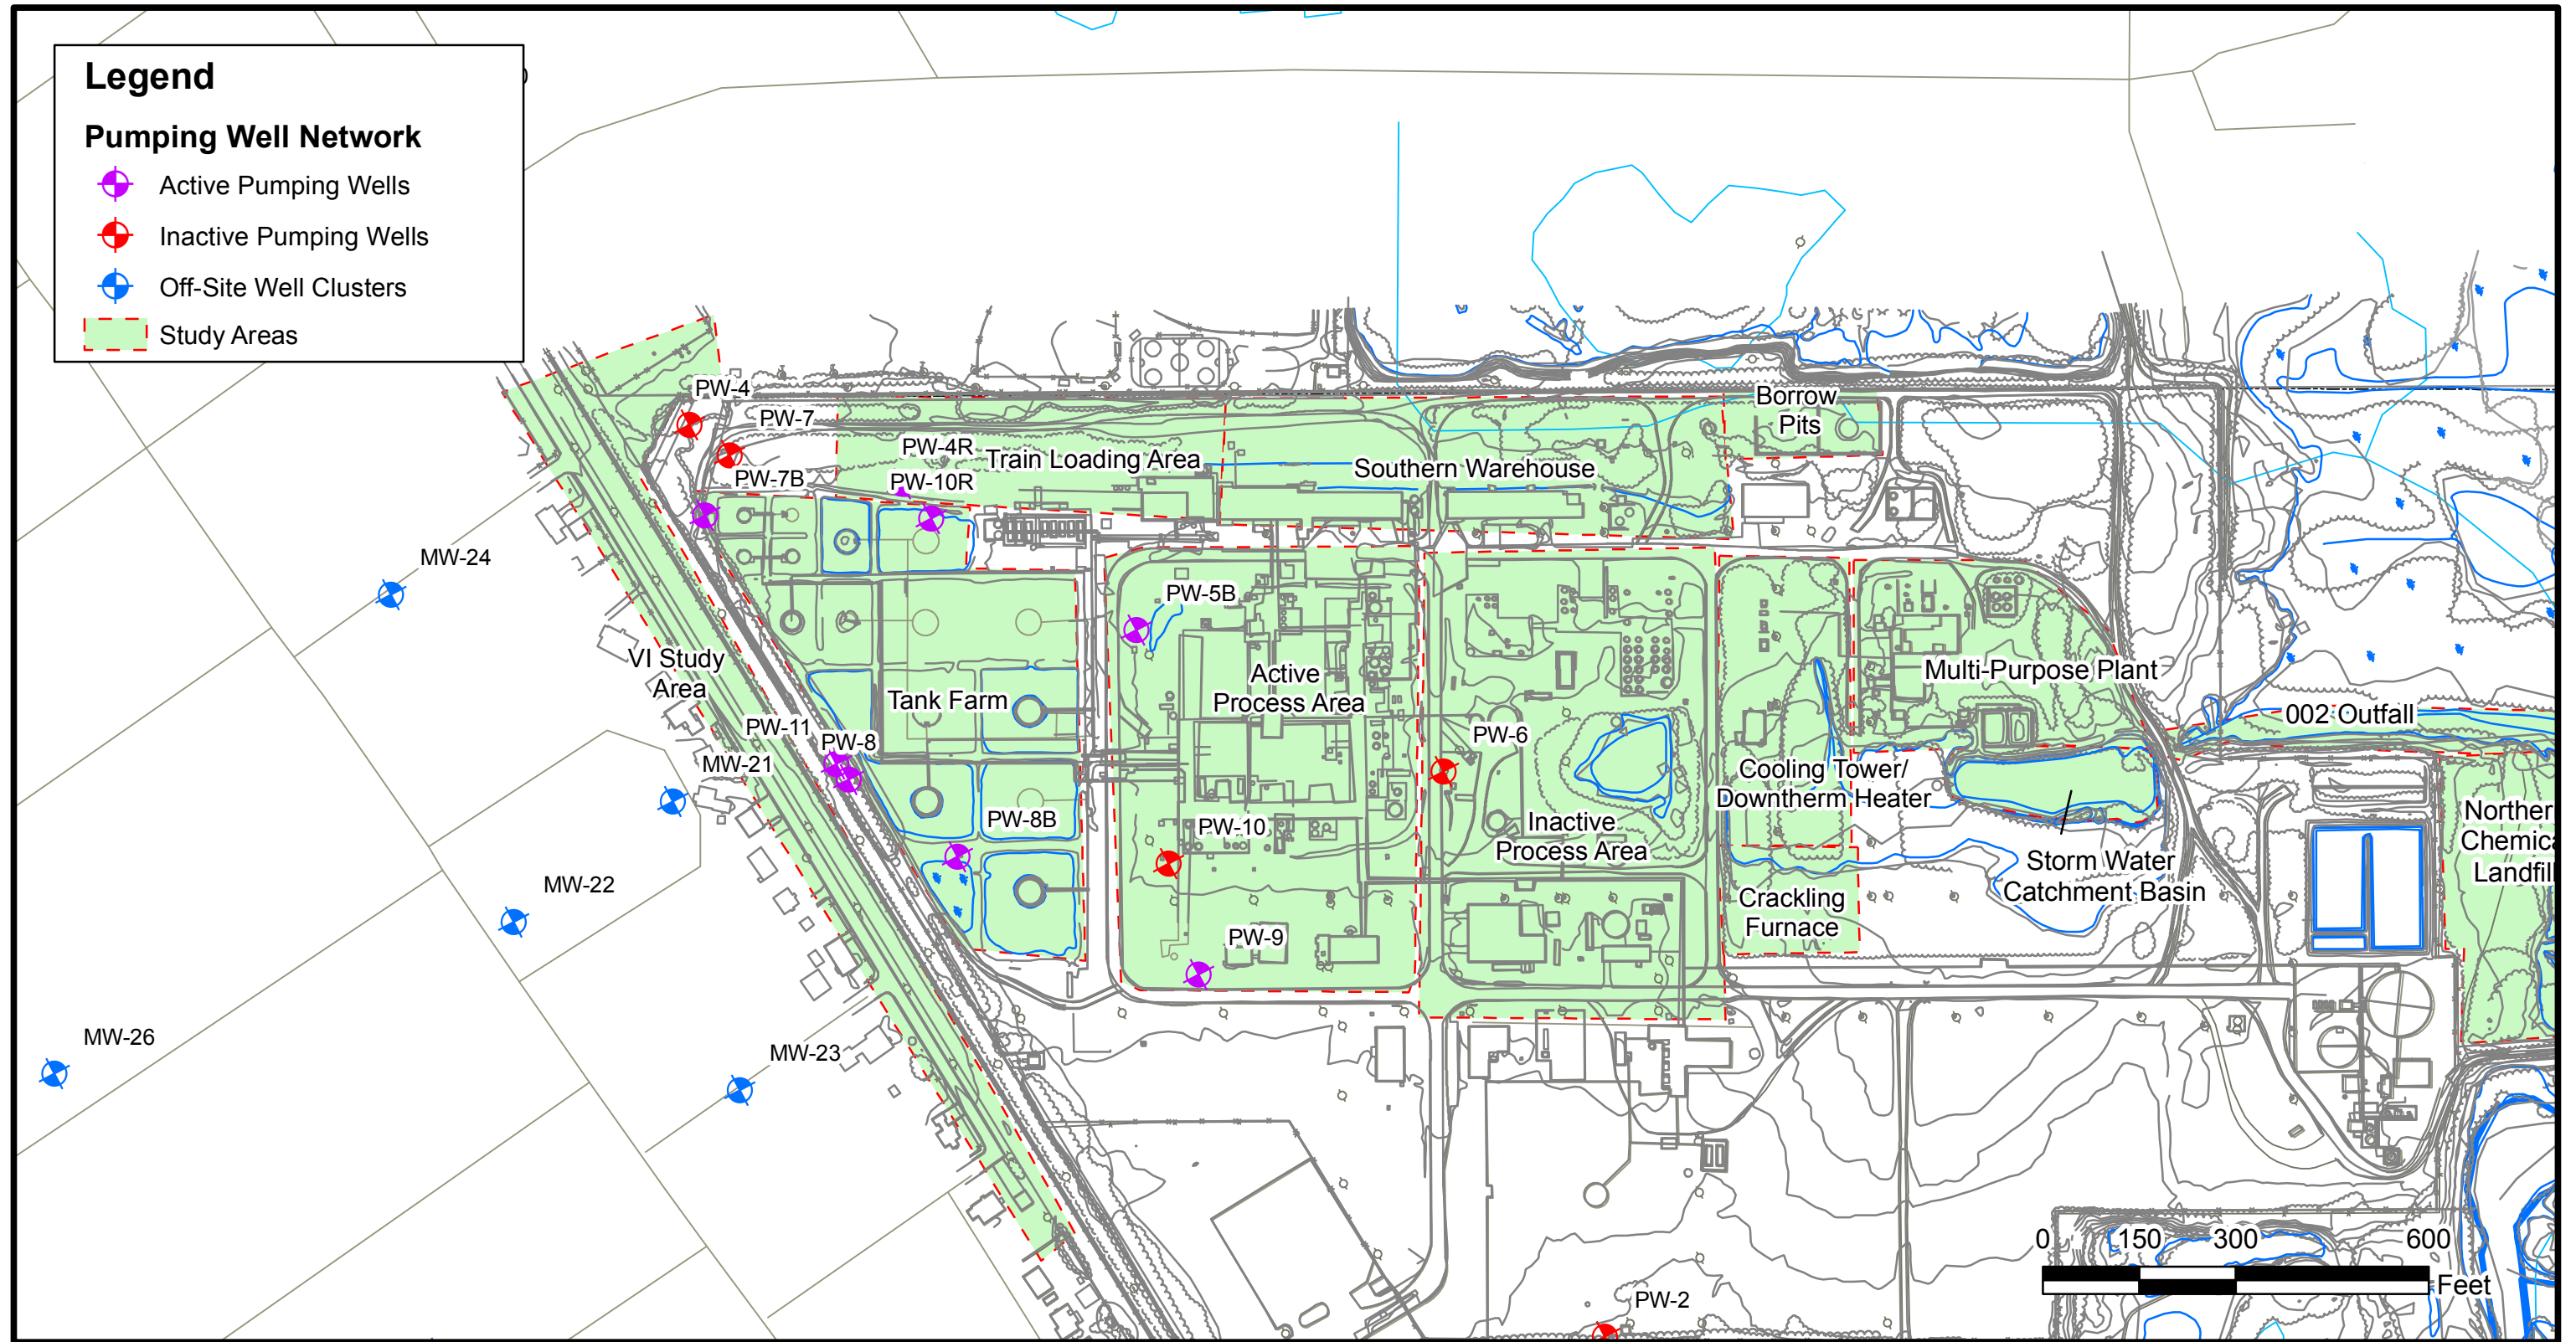 Legend
Pumping Well Network
Active Pumping Wells
Inactive Pumping Wells
Off-Site Well Clusters
Study Areas
PW-4
PW-7
PW-4R
PW-7B
PW-10R
Train Loading Area
Southern Warehouse
Borrow
Pits
MW-24
PW-5B
VI Study
Area
Tank Farm
Active
Process Area
Multi-Purpose Plant
002 Outfall
PW-11
PW-8
PW-6
MW-21
Cooling Tower/
Downtherm Heater
PW-8B
PW-10
Inactive
Process Area
Storm Water
Catchment Basin
Norther
Chemica
Landfill
MW-22
Crackling
Furnace
PW-9
MW-26
MW-23
PW-2
0 150 300 600
Feet